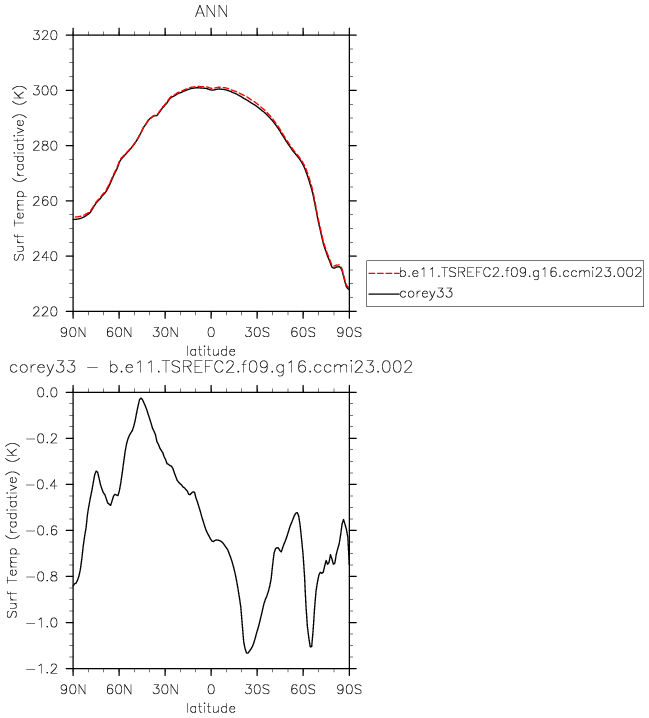 ANN
320
300
280
260
240
220
Surf Temp (radiative) (K)
90N 60N 30N 0 30S 60S 90S
latitude
b.e11.TSREFC2.f09.g16.ccmi23.002
corey33
corey33 − b.e11.TSREFC2.f09.g16.ccmi23.002
0.0
−0.2
−0.4
−0.6
−0.8
−1.0
−1.2
Surf Temp (radiative) (K)
90N 60N 30N 0 30S 60S 90S
latitude